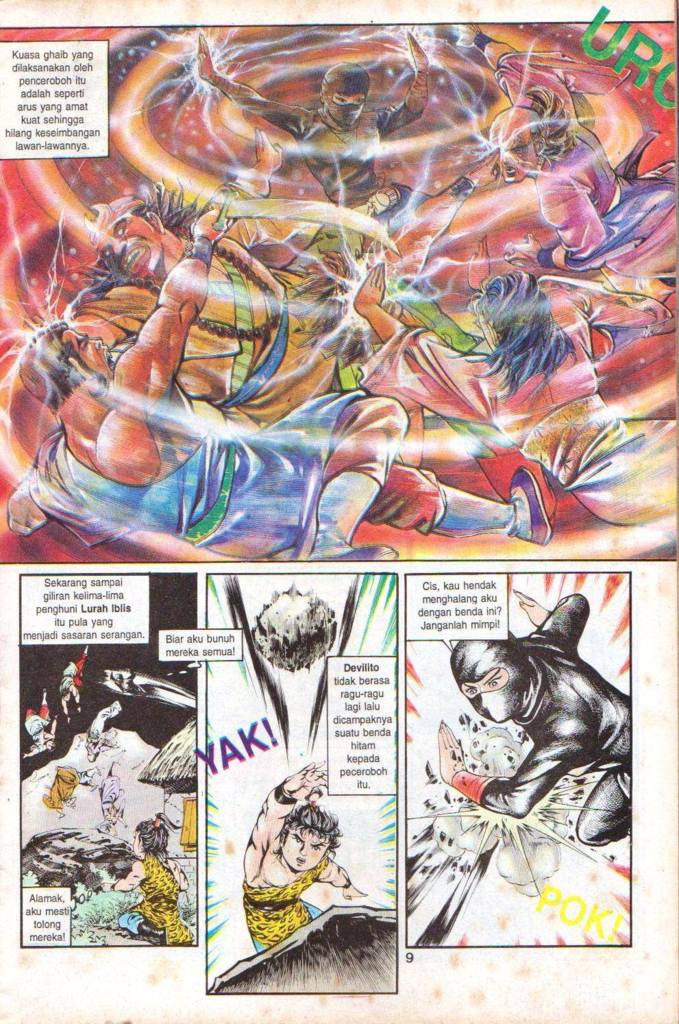 Kuasa ghaib yang
dilaksanakan oleh
penceroboh itu
adalah seperti
arus yang amat
kuat sehingga
hilang keseimbangan
lawan-lawannya.
URG
Sekarang sampai
giliran kelima-lima
penghuni Lurah Iblis
itu pula yang
menjadi sasaran serangan.
Alamak,
aku mesti
tolong
mereka!
Biar aku bunuh
mereka semua!
YAK!
Devilito
tidak berasa
ragu-ragu
lagi lalu
dicampaknya
suatu benda
hitam
kepada
peceroboh
itu.
Cis, kau hendak
menghalang aku
dengan benda ini?
Janganlah mimpi!
POK!
9